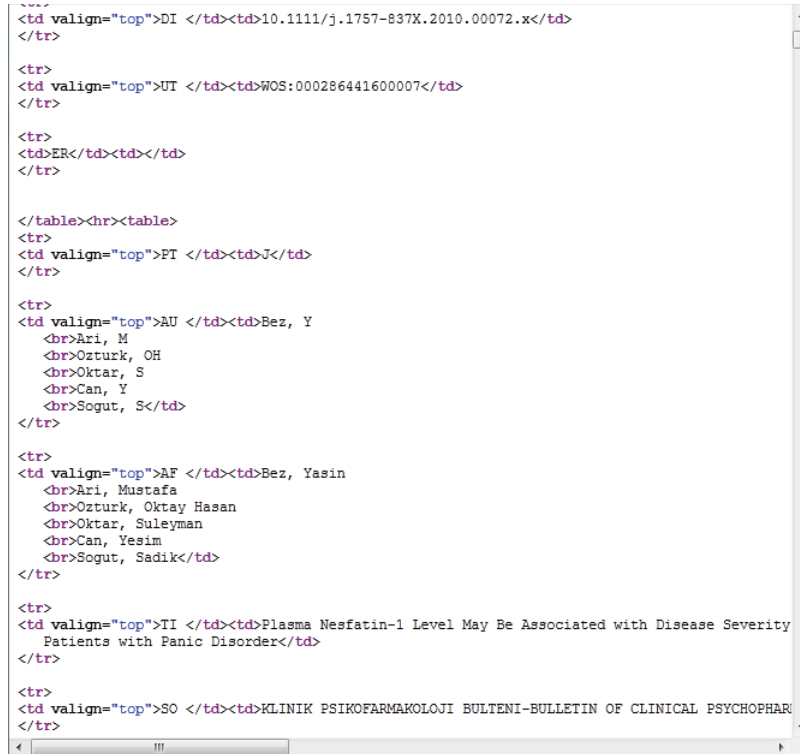 <td valign="top">DI </td><td>10.1111/j.1757-837X.2010.00072.x</td>
</tr>
<tr>
<td valign="top">UT </td><td>WOS:000286441600007</td>
</tr>
<tr>
<td>ER</td><td></td>
</tr>
</table><hr><table>
<tr>
<td valign="top">PT </td><td>J</td>
</tr>
<tr>
<td valign="top">AU </td><td>Bez, Y
<br>Ari, M
<br>Ozturk, OH
<br>Oktar, S
<br>Can, Y
<br>Sogut, S</td>
</tr>
<tr>
<td valign="top">AF </td><td>Bez, Yasin
<br>Ari, Mustafa
<br>Ozturk, Oktay Hasan
<br>Oktar, Suleyman
<br>Can, Yesim
<br>Sogut, Sadik</td>
</tr>
<tr>
<td valign="top">TI </td><td>Plasma Nesfatin-1 Level May Be Associated with Disease Severity
Patients with Panic Disorder</td>
</tr>
<tr>
<td valign="top">SO </td><td>KLINIK PSIKOFARMAKOLOJI BULTENI-BULLETIN OF CLINICAL
</tr>